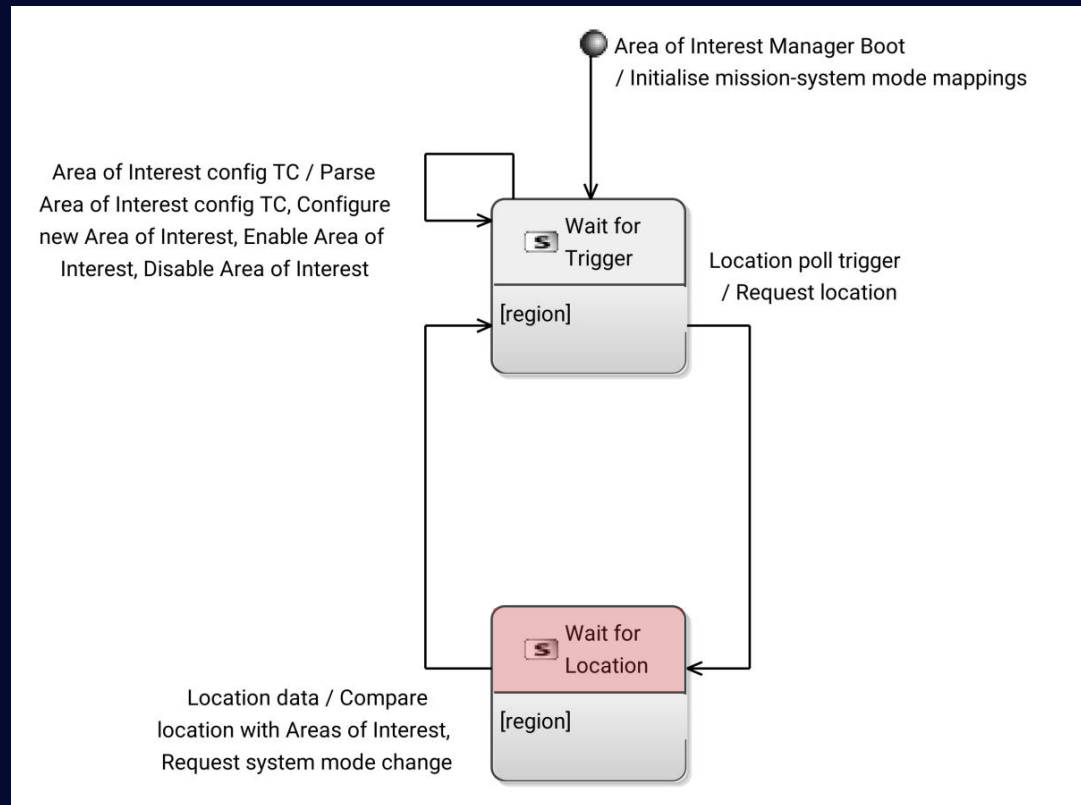 Area of Interest Manager Boot
/ Initialise mission-system mode mappings
Area of Interest config TC / Parse
Area of Interest config TC, Configure
new Area of Interest, Enable Area of
Interest, Disable Area of Interest
S
Wait for
Trigger
[region]
Location poll trigger
/ Request location
S
Wait for
Location
[region]
Location data / Compare
location with Areas of Interest,
Request system mode change